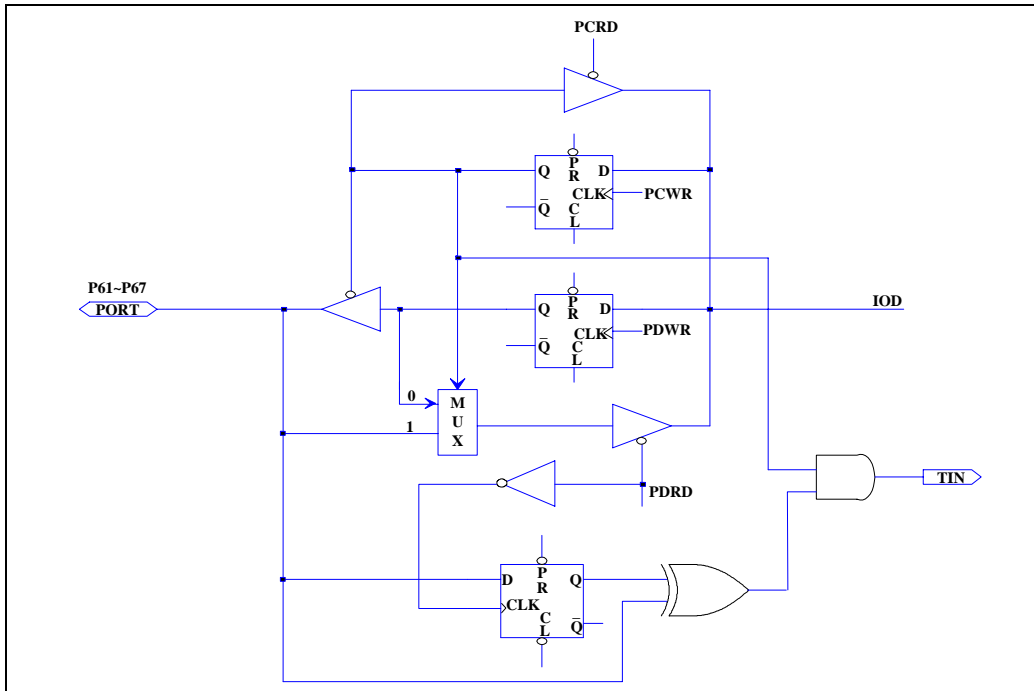 PCRD
Q P R D
CLK PCWR
Q̅ C L
P61~P67
PORT
Q P R D IOD
CLK PDWR
Q̅ C L
0 M
1 U
X
PDRD
TIN
D P R Q
CLK
C L Q̅